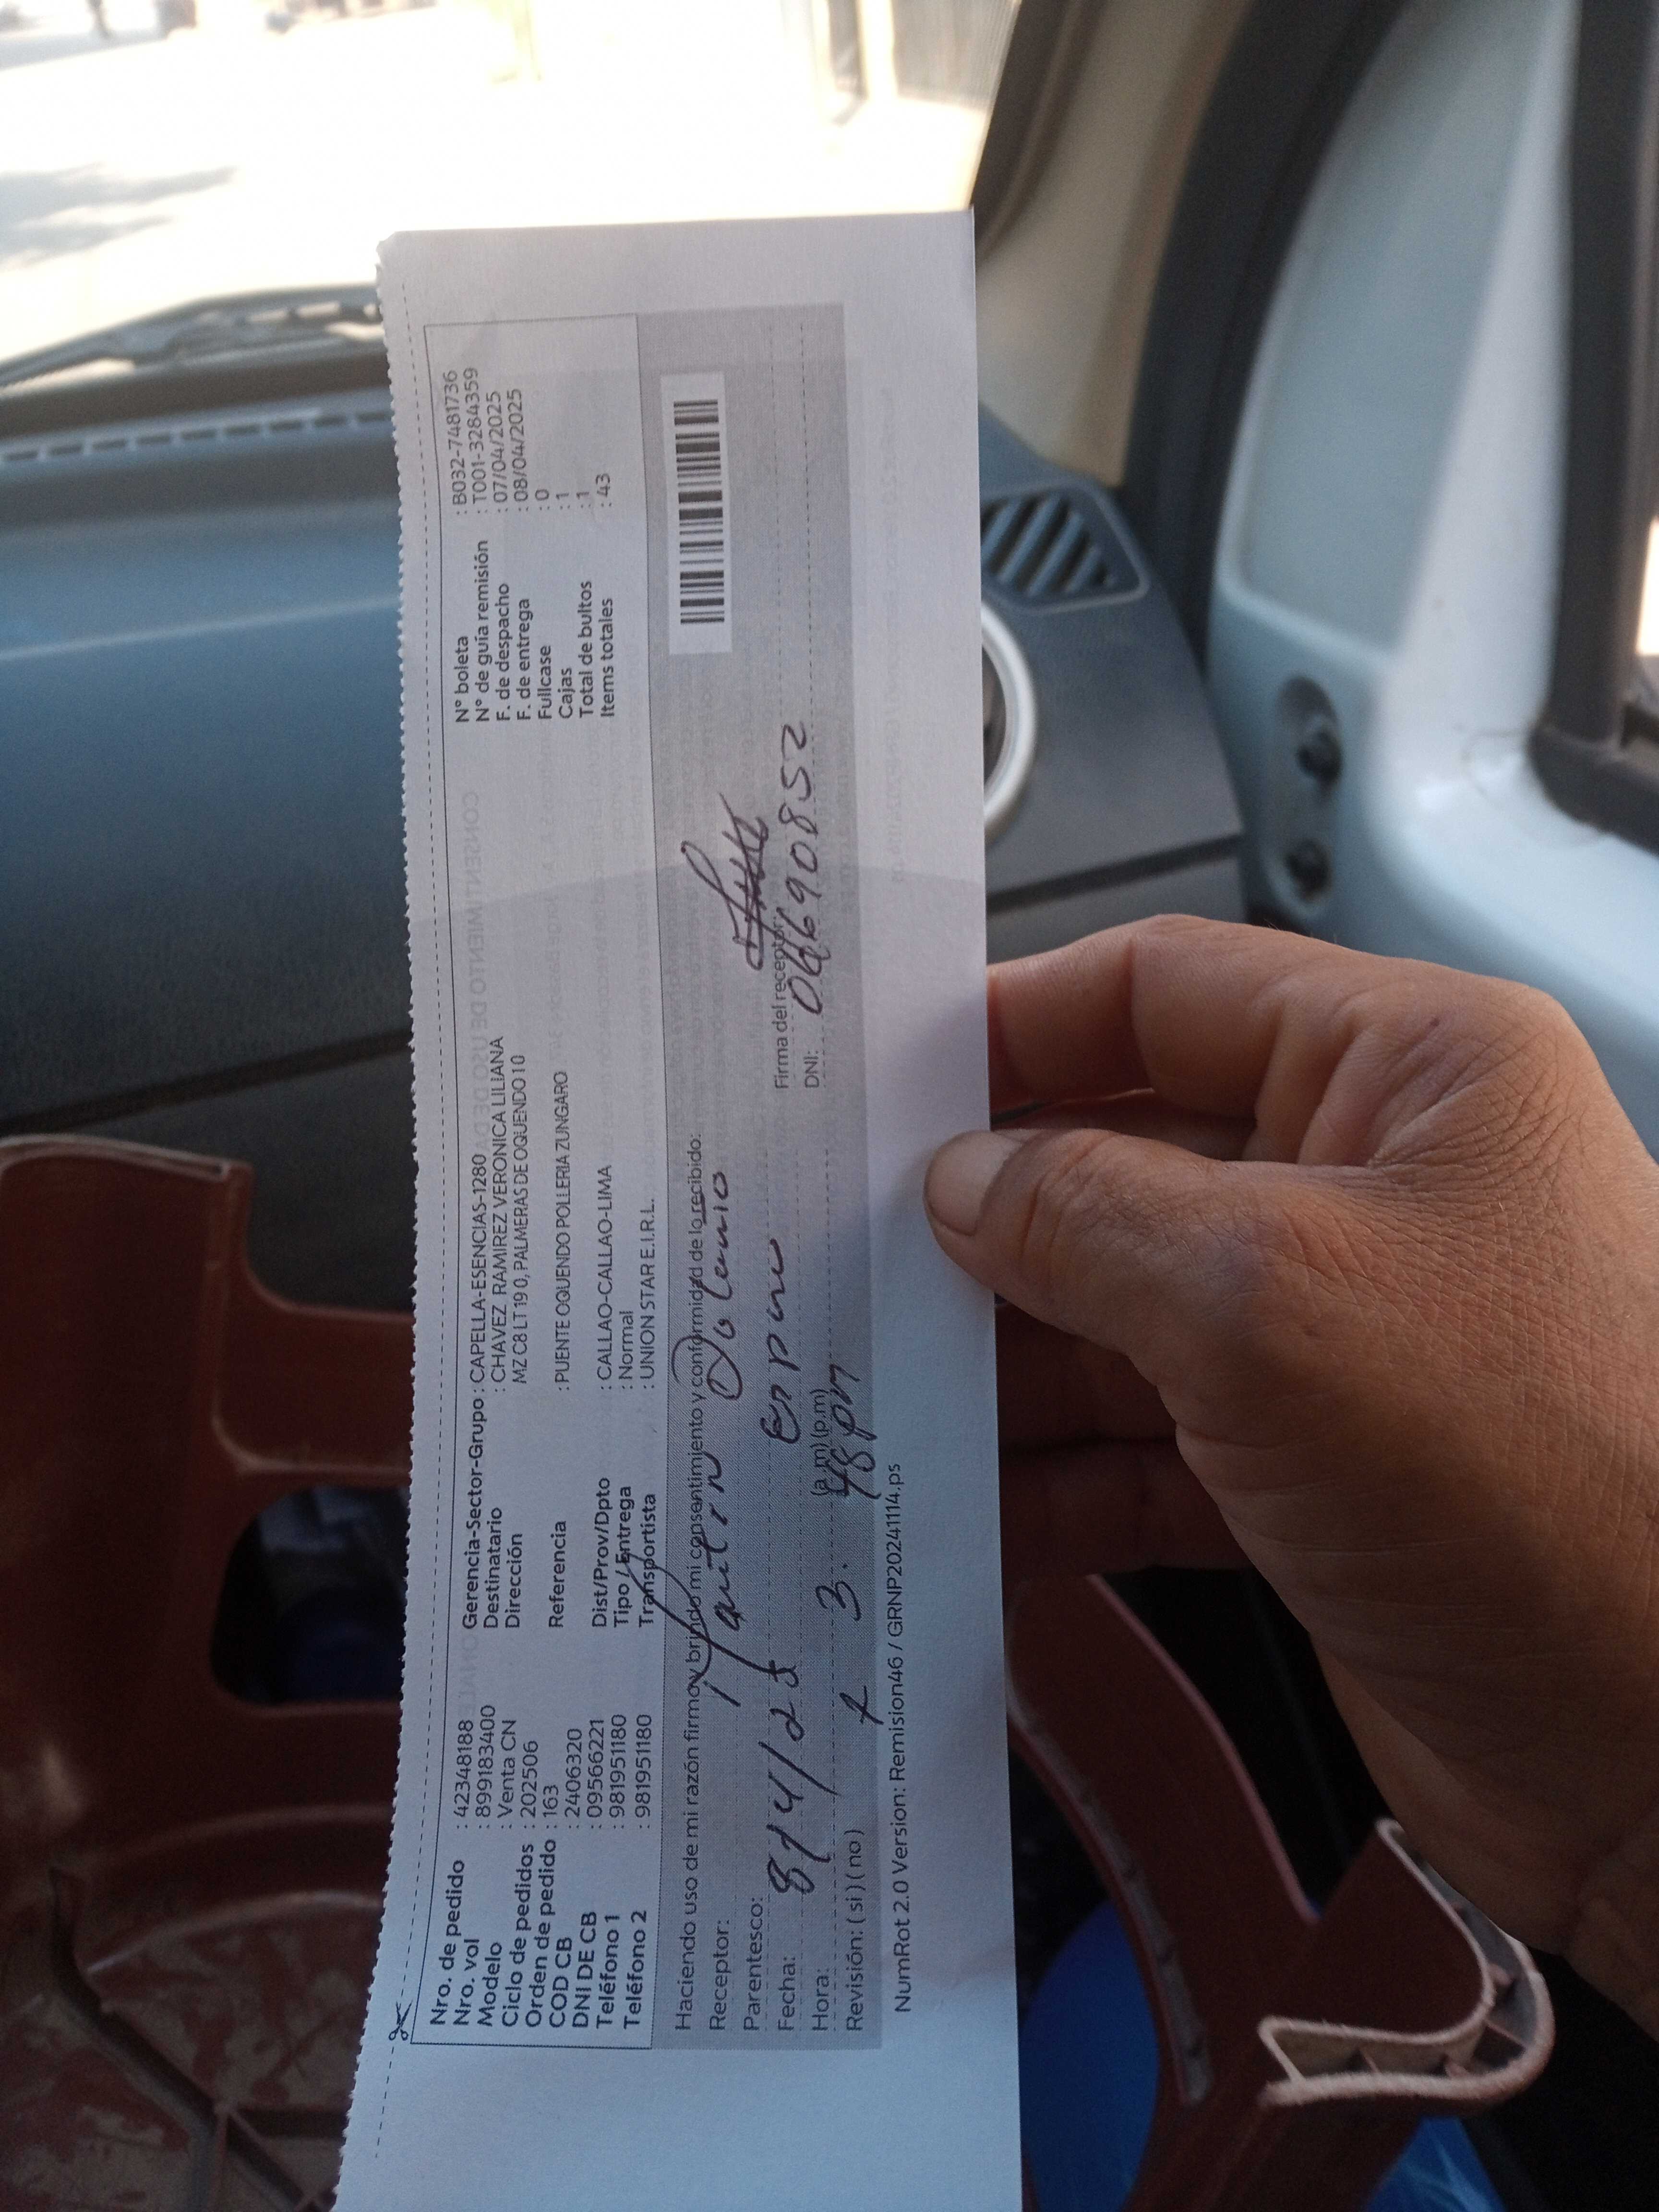 Nro. de pedido : 42348188
Nro. vol : 899183400
Modelo : Venta CN
Ciclo de pedidos : 202506
Orden de pedido : 163
COD CB : 2406320
DNI DE CB : 09566221
Teléfono 1 : 981951180
Teléfono 2 : 981951180
Gerencia-Sector-Grupo : CAPELLA-ESENCIAS-1280
Destinatario : CHAVEZ RAMIREZ VERONICA LILIANA
Dirección MZ C8 LT 19 0, PALMERAS DE OQUENDO 10
Referencia : PUENTE OQUENDO POLLERIA ZUNGARO
Dist/Prov/Dpto : CALLAO-CALLAO-LIMA
Tipo / Entrega : Normal
Transportista : UNION STAR E.I.R.L.
N° boleta : B032-7481736
N° de guía remisión : T001-3284359
F. de despacho : 07/04/2025
F. de entrega : 08/04/2025
Fullcase : 0
Cajas : 1
Total de bultos : 1
Items totales : 43
Haciendo uso de mi razón firmo y brindo mi consentimiento y conformidad de lo recibido:
Receptor:
Parentesco:
Fecha: 8/4/25
Hora: 3. 48 pm (a.m) (p.m)
Revisión: ( si ) ( no )
Firma del receptor:
DNI:
NumRot 2.0 Version: Remision46 / GRNP20241114.ps